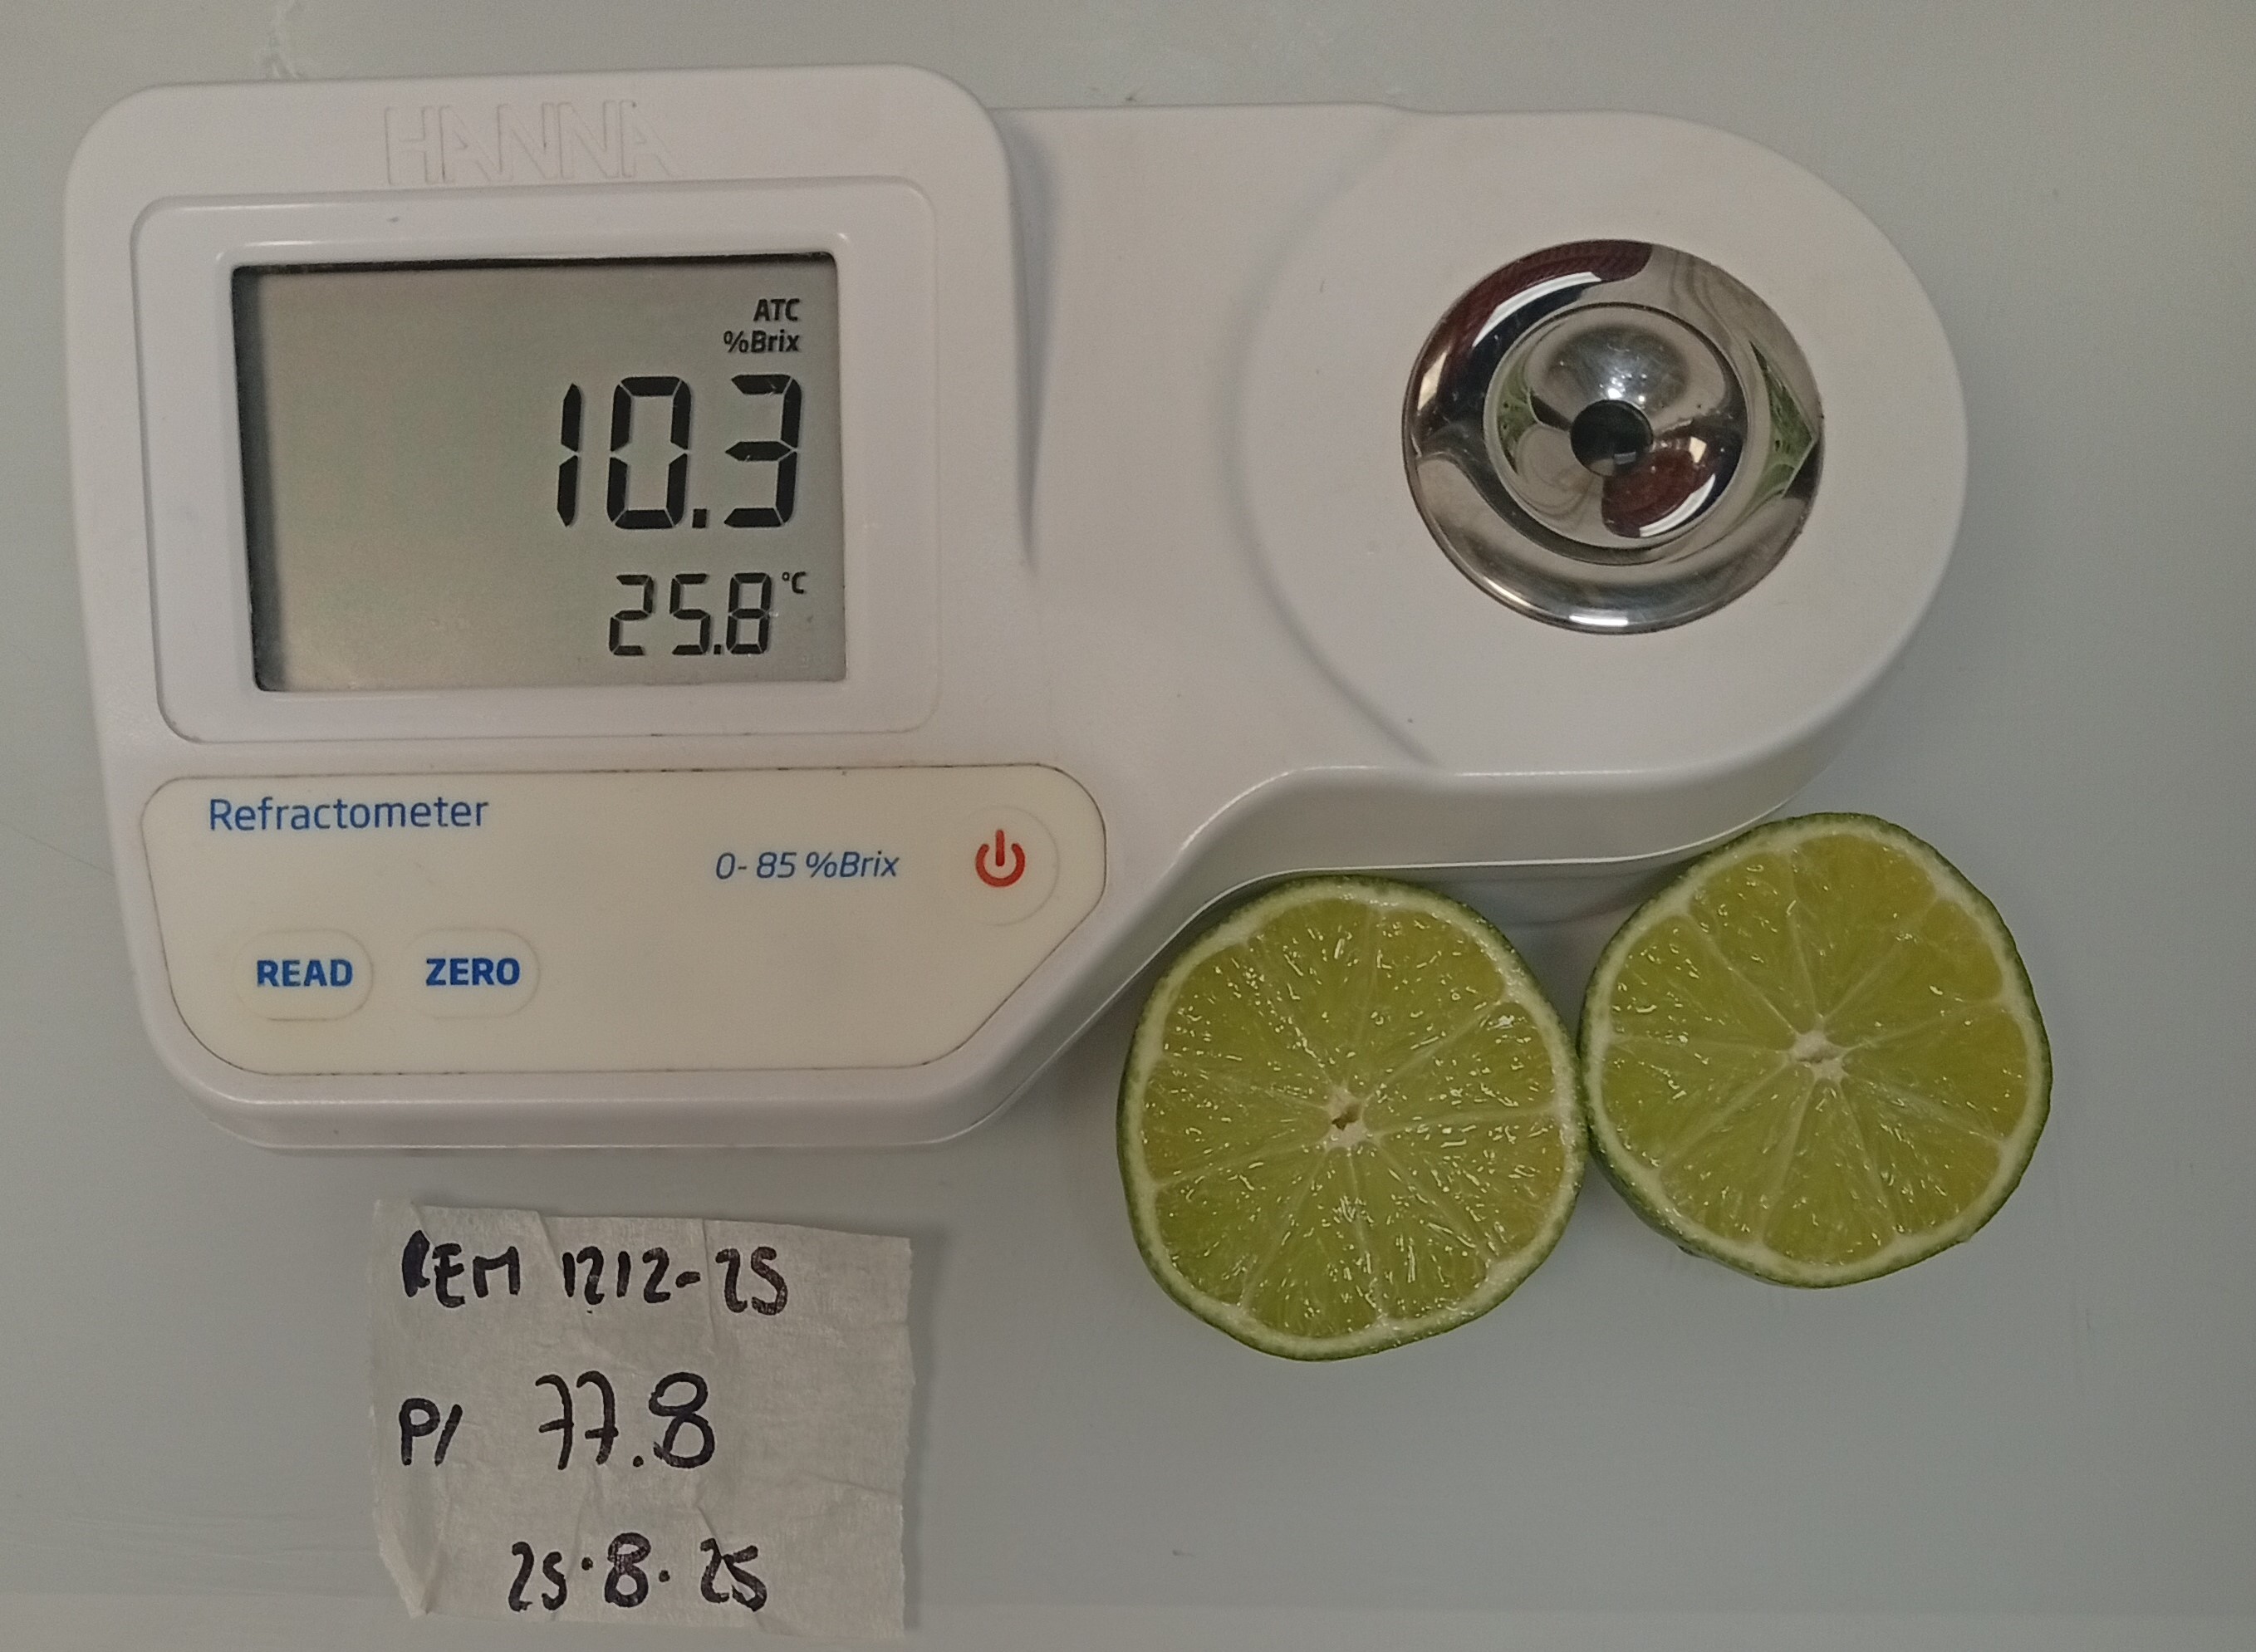 HANNA
ATC
%Brix
10.3
25.8 °C
Refractometer
0-85 %Brix
READ ZERO
REM 1212-25
P/ 77.8
25.8.25